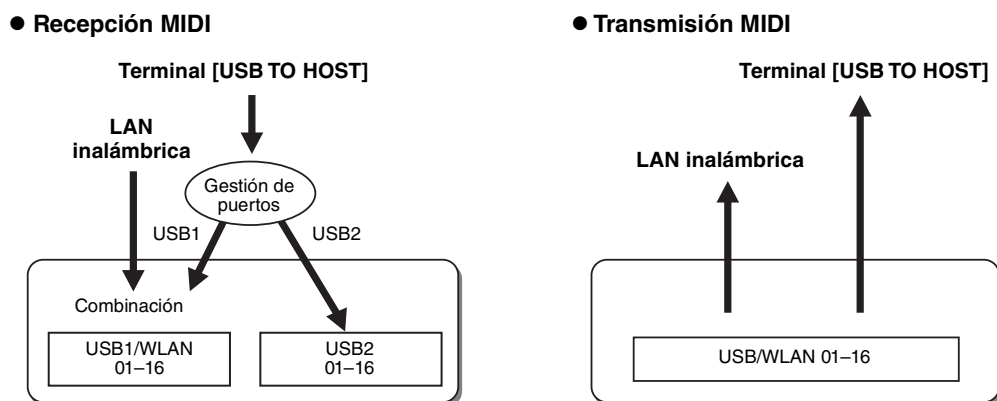 ● Recepción MIDI
Terminal [USB TO HOST]
LAN
inalámbrica
Gestión de
puertos
USB1
USB2
Combinación
USB1/WLAN
01–16
USB2
01–16
● Transmisión MIDI
Terminal [USB TO HOST]
LAN inalámbrica
USB/WLAN 01–16